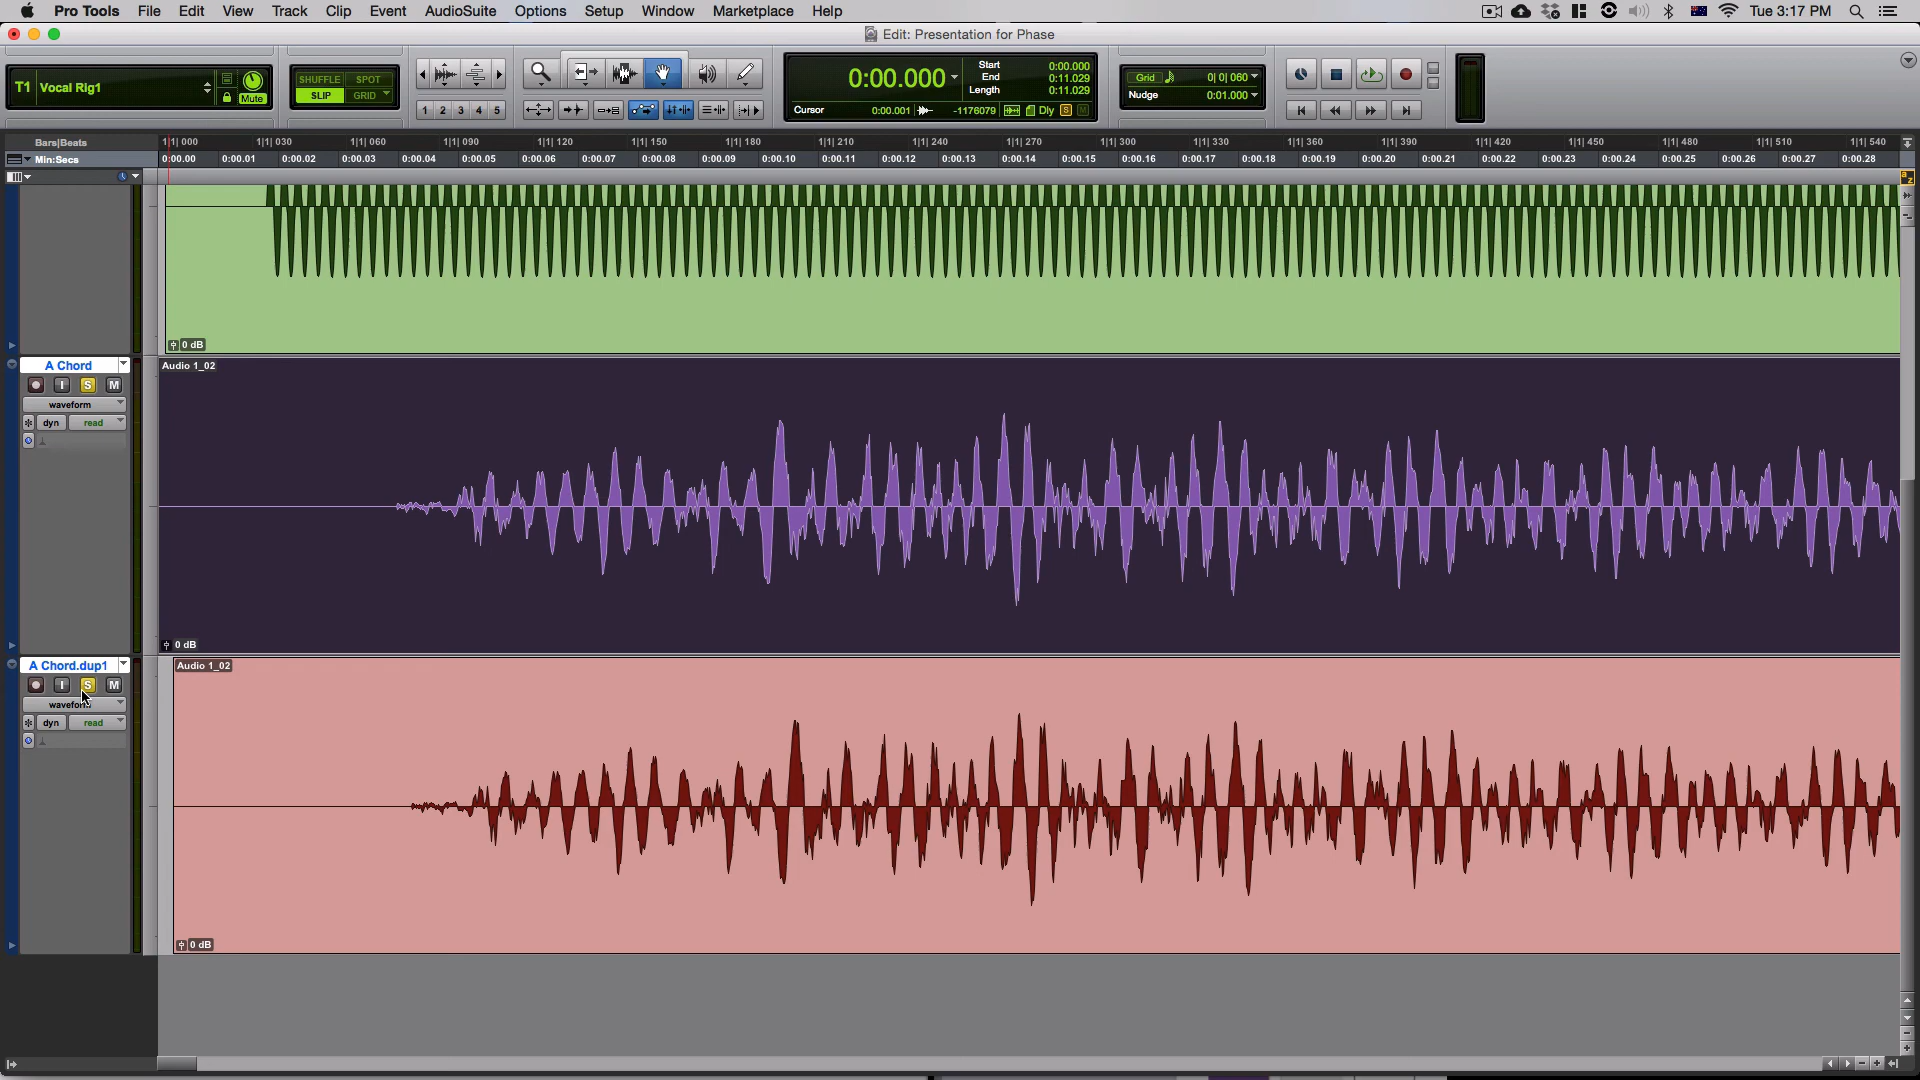 Pro Tools File Edit View Track Clip Event AudioSuite Options Setup Window Marketplace Help Tue 3:17 PM
Edit: Presentation for Phase
T1 Vocal Rig1 Mute
SHUFFLE SPOT
SLIP GRID
1 2 3 4 5
0:00.000
Start 0:00.000
End 0:11.029
Length 0:11.029
Cursor 0:00.001 -1176079 Dly S M
Grid 0| 0| 060
Nudge 0:01.000
Bars|Beats 1|1| 000 1|1| 030 1|1| 060 1|1| 090 1|1| 120 1|1| 150 1|1| 180 1|1| 210 1|1| 240 1|1| 270 1|1| 300 1|1| 330 1|1| 360 1|1| 390 1|1| 420 1|1| 450 1|1| 480 1|1| 510 1|1| 540
Min:Secs 0:00.00 0:00.01 0:00.02 0:00.03 0:00.04 0:00.05 0:00.06 0:00.07 0:00.08 0:00.09 0:00.10 0:00.11 0:00.12 0:00.13 0:00.14 0:00.15 0:00.16 0:00.17 0:00.18 0:00.19 0:00.20 0:00.21 0:00.22 0:00.23 0:00.24 0:00.25 0:00.26 0:00.27 0:00.28
a z
0 dB
A Chord Audio 1_02
I S M
waveform
dyn read
0 dB
A Chord.dup1 Audio 1_02
I S M
waveform
dyn read
0 dB